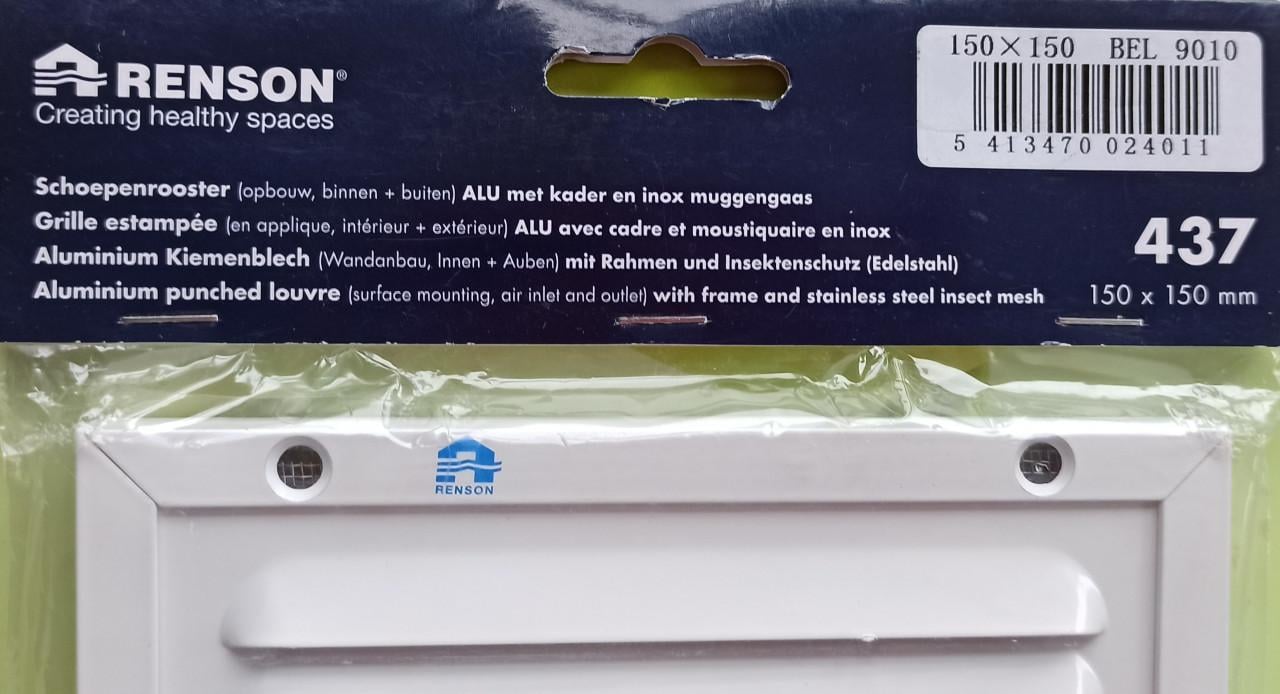 RENSON®
Creating healthy spaces
150×150 BEL 9010
5 413470 024011
Schoepenrooster (opbouw, binnen + buiten) ALU met kader en inox muggengaas
Grille estampée (en applique, intérieur + extérieur) ALU avec cadre et moustiquaire en inox
Aluminium Kiemenblech (Wandanbau, Innen + Auben) mit Rahmen und Insektenschutz (Edelstahl)
Aluminium punched louvre (surface mounting, air inlet and outlet) with frame and stainless steel insect mesh
437
150 x 150 mm
RENSON